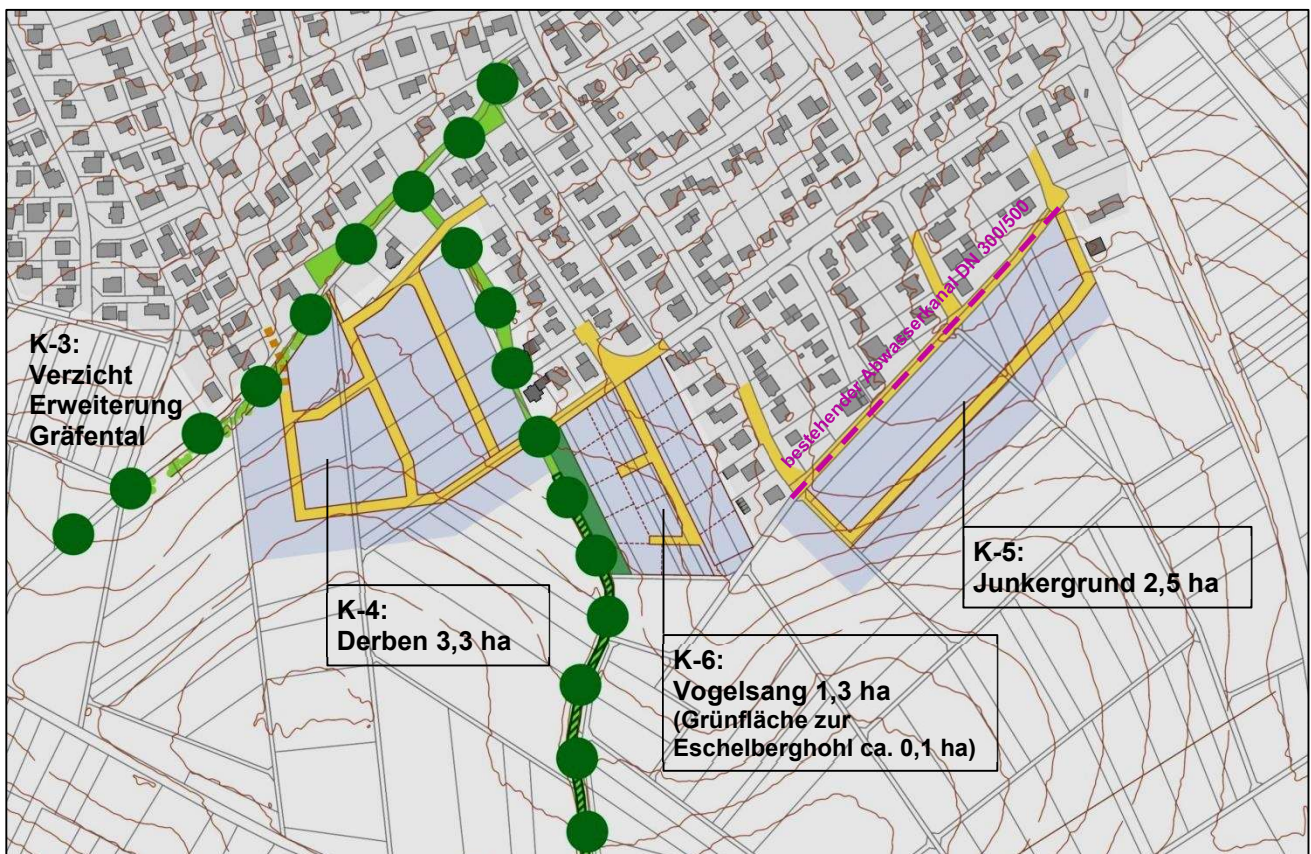 bestehender Abwasserkanal DN 300/500
K-3:
Verzicht
Erweiterung
Gräfental
K-4:
Derben 3,3 ha
K-6:
Vogelsang 1,3 ha
(Grünfläche zur
Eschelberghohl ca. 0,1 ha)
K-5:
Junkergrund 2,5 ha